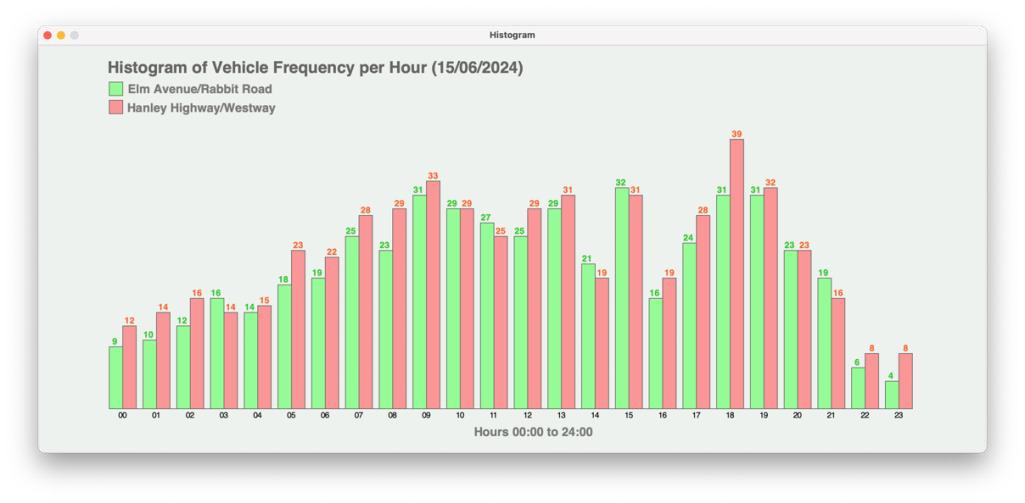 Histogram
Histogram of Vehicle Frequency per Hour (15/06/2024)
Elm Avenue/Rabbit Road
Hanley Highway/Westway
9 12 10 14 12 16 16 14 14 15 18 23 19 22 25 28 23 29 31 33 29 29 27 25 25 29 29 31 21 19 32 31 16 19 24 28 31 39 31 32 23 23 19 16 6 8 4 8
00 01 02 03 04 05 06 07 08 09 10 11 12 13 14 15 16 17 18 19 20 21 22 23
Hours 00:00 to 24:00